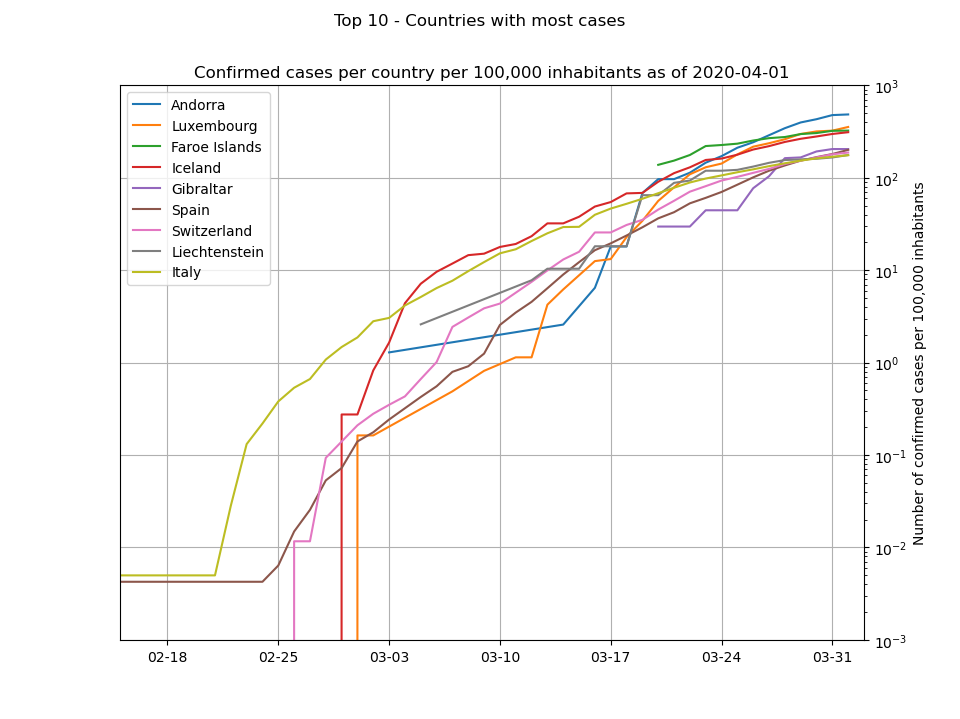 Top 10 - Countries with most cases
Confirmed cases per country per 100,000 inhabitants as of 2020-04-01
Andorra
Luxembourg
Faroe Islands
Iceland
Gibraltar
Spain
Switzerland
Liechtenstein
Italy
10³
10²
10¹
10⁰
10⁻¹
10⁻²
10⁻³
Number of confirmed cases per 100,000 inhabitants
02-18 02-25 03-03 03-10 03-17 03-24 03-31